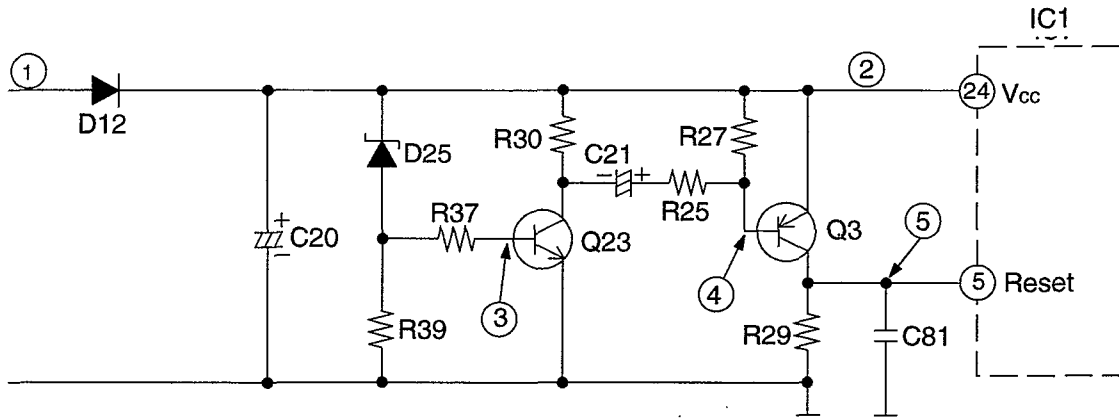 IC1
1
2
24 Vcc
D12
R30
C21
R27
D25
R37
R25
+
C20
-
Q23
Q3
5
- +
4
5 Reset
3
R39
R29
C81